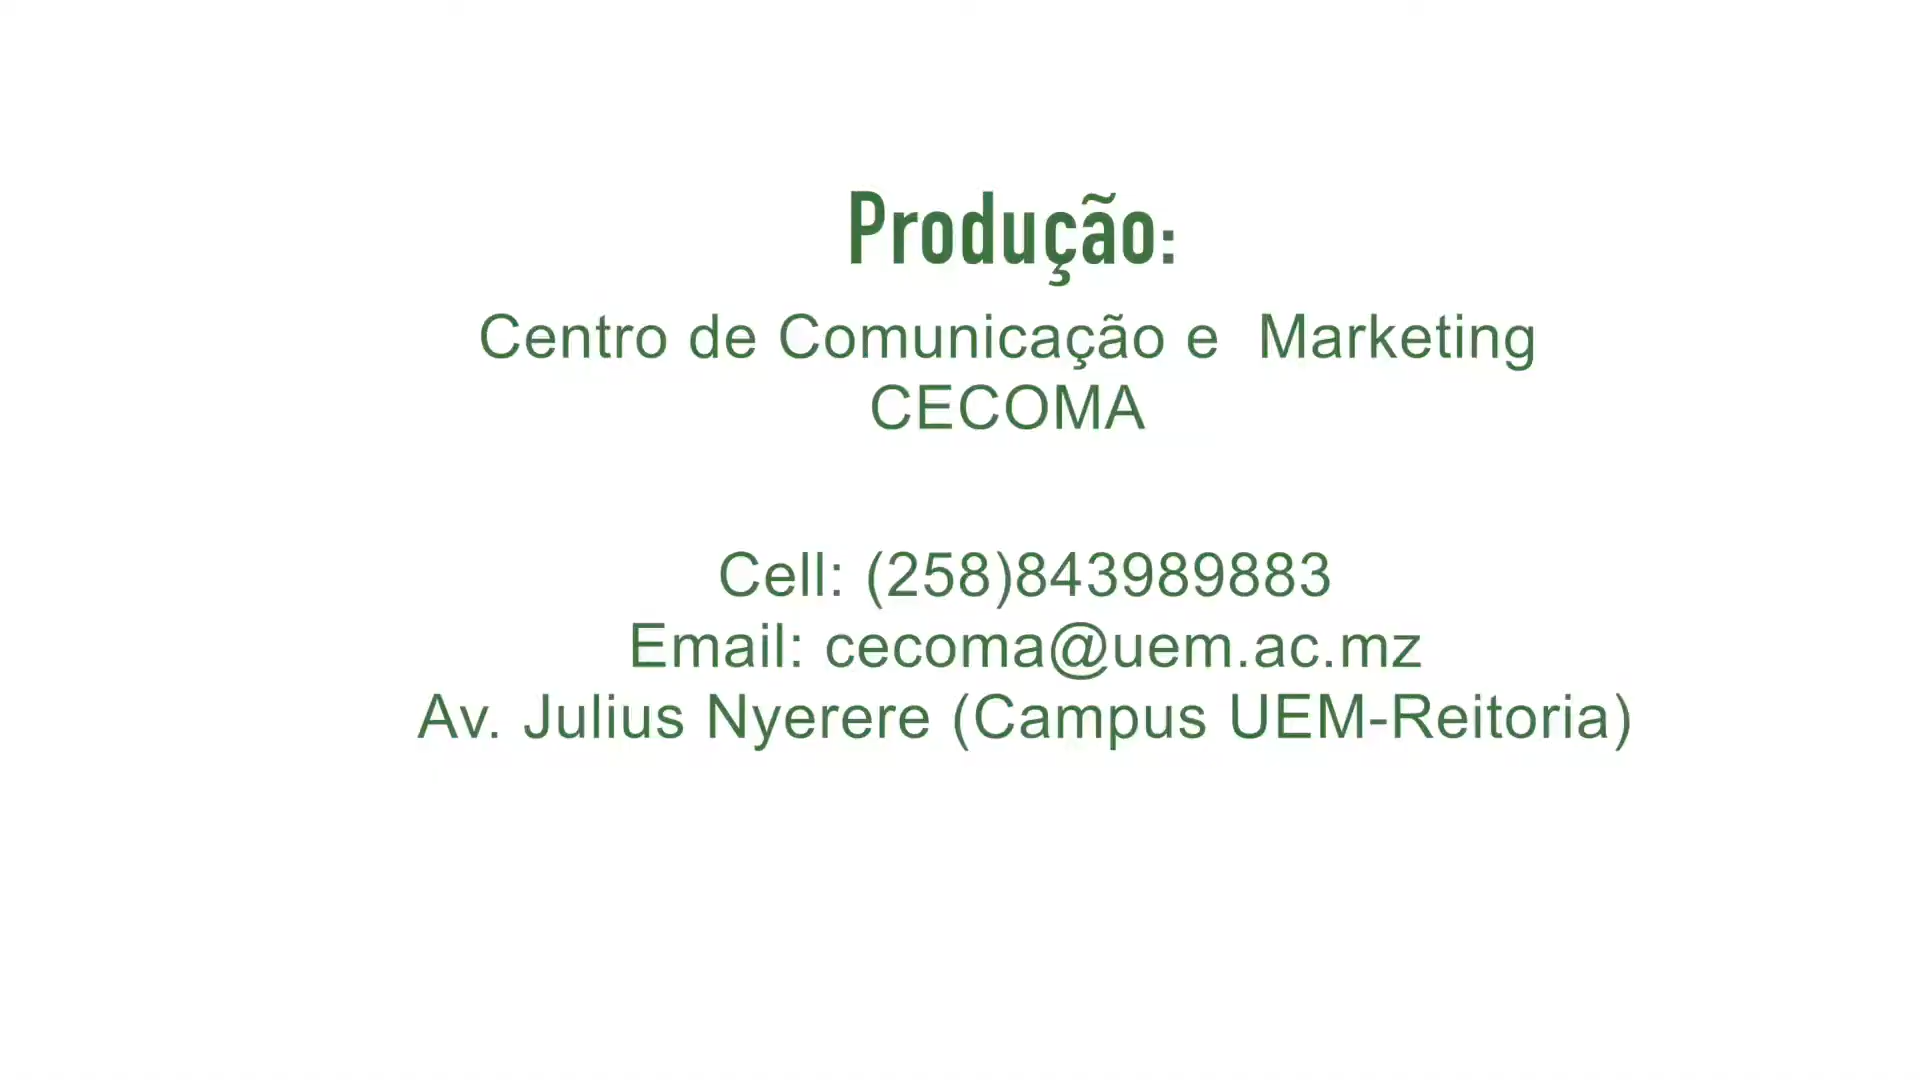 Produção:
Centro de Comunicação e  Marketing
CECOMA
Cell: (258)843989883
Email: cecoma@uem.ac.mz
Av. Julius Nyerere (Campus UEM-Reitoria)